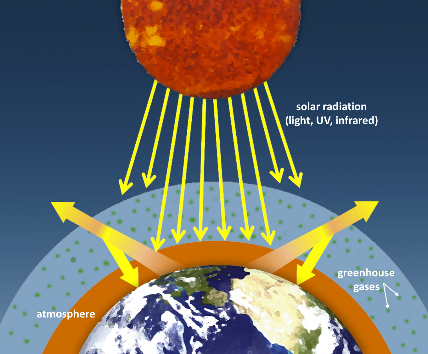 solar radiation
(light, UV, infrared)
greenhouse
gases
atmosphere